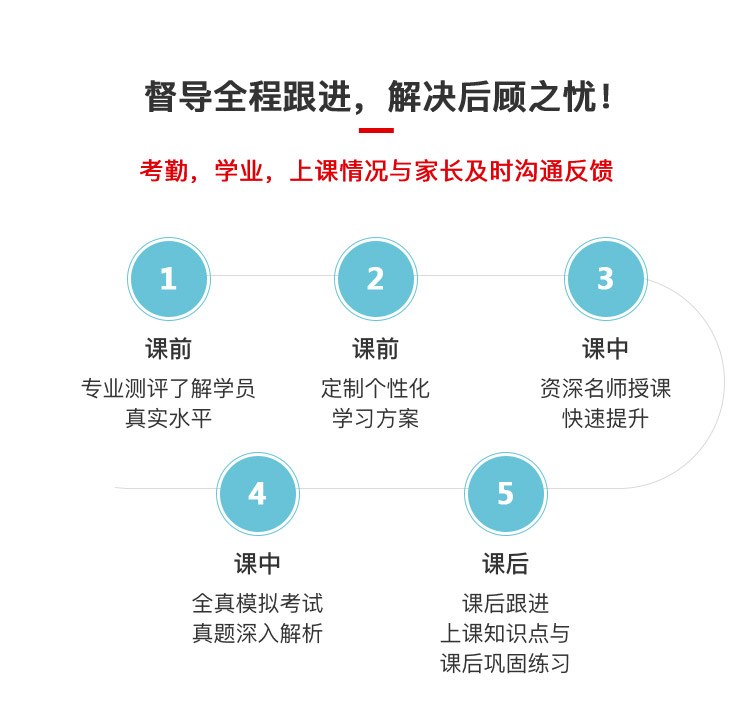 督导全程跟进，解决后顾之忧！
考勤，学业，上课情况与家长及时沟通反馈
1
课前
专业测评了解学员
真实水平
2
课前
定制个性化
学习方案
3
课中
资深名师授课
快速提升
4
课中
全真模拟考试
真题深入解析
5
课后
课后跟进
上课知识点与
课后巩固练习